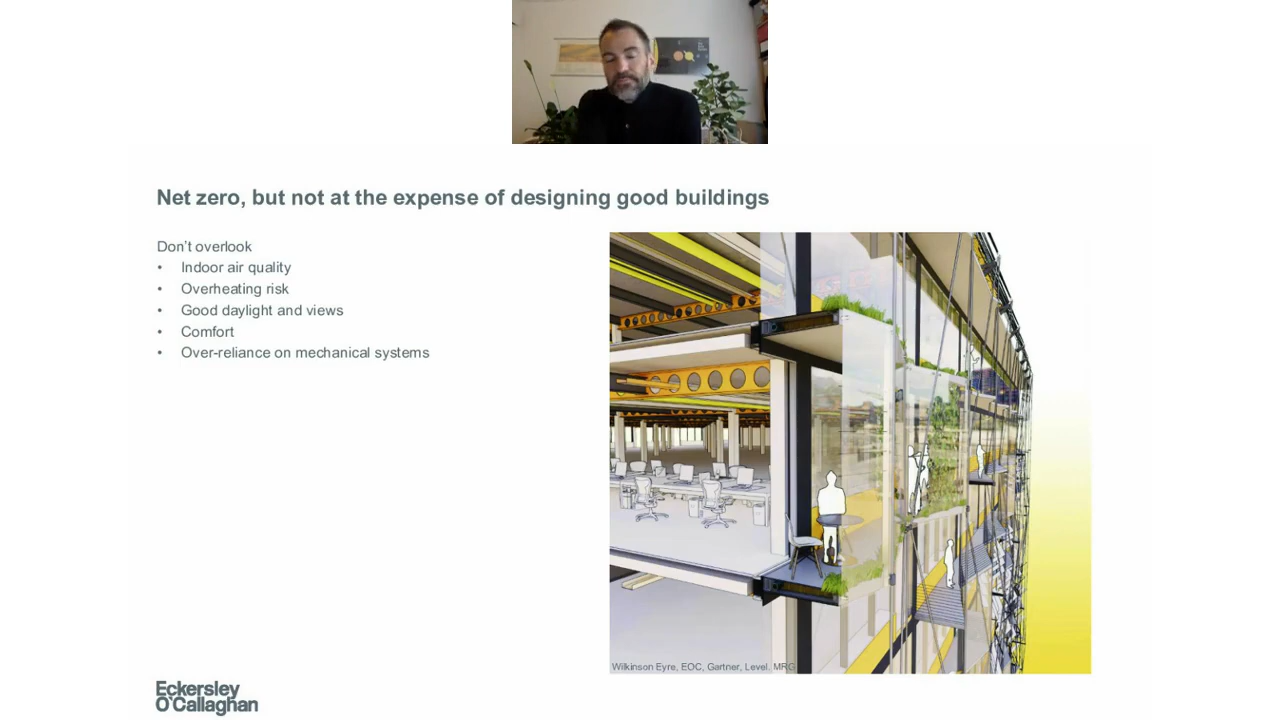 Net zero, but not at the expense of designing good buildings
Don't overlook
• Indoor air quality
• Overheating risk
• Good daylight and views
• Comfort
• Over-reliance on mechanical systems
Wilkinson Eyre, EOC, Gartner, Level. MRG
Eckersley
O'Callaghan